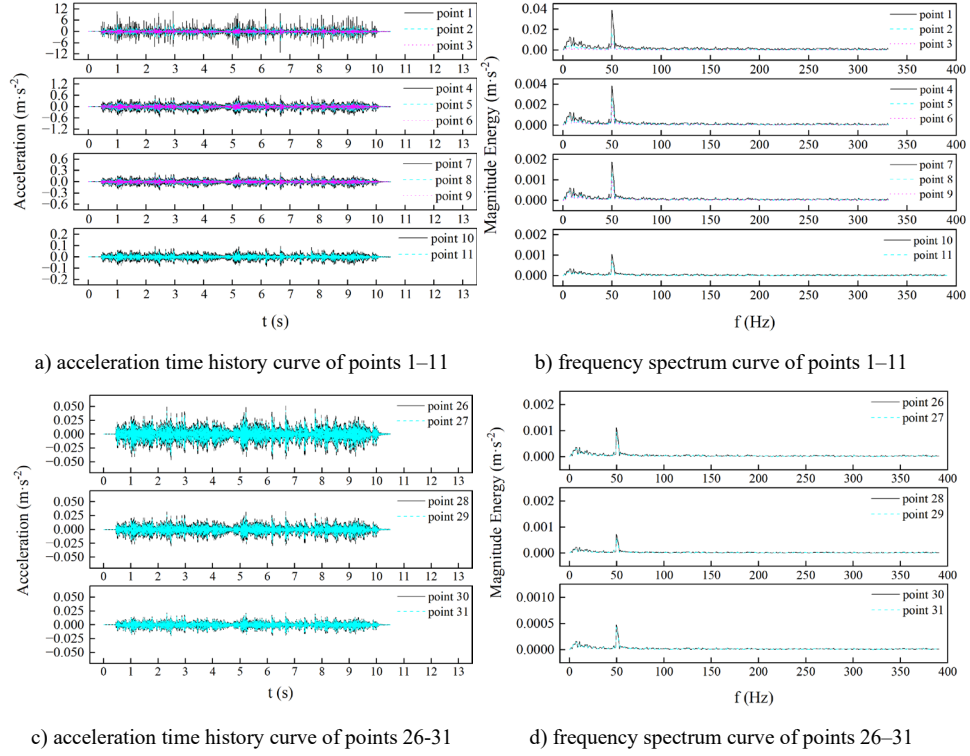 Acceleration (m·s-2)
12
6
0
−6
−12
point 1
point 2
point 3
0 1 2 3 4 5 6 7 8 9 10 11 12 13
1.2
0.6
0.0
−0.6
−1.2
point 4
point 5
point 6
0 1 2 3 4 5 6 7 8 9 10 11 12 13
0.6
0.3
0.0
−0.3
−0.6
point 7
point 8
point 9
0 1 2 3 4 5 6 7 8 9 10 11 12 13
0.2
0.1
0.0
−0.1
−0.2
point 10
point 11
0 1 2 3 4 5 6 7 8 9 10 11 12 13
t (s)
Magnitude Energy (m·s-2)
0.04
0.02
0.00
point 1
point 2
point 3
0 50 100 150 200 250 300 350 400
0.004
0.002
0.000
point 4
point 5
point 6
0 50 100 150 200 250 300 350 400
0.002
0.001
0.000
point 7
point 8
point 9
0 50 100 150 200 250 300 350 400
0.002
0.001
0.000
point 10
point 11
0 50 100 150 200 250 300 350 400
f (Hz)
a) acceleration time history curve of points 1–11
b) frequency spectrum curve of points 1–11
Acceleration (m·s-2)
0.050
0.025
0.000
−0.025
−0.050
point 26
point 27
0 1 2 3 4 5 6 7 8 9 10 11 12 13
0.050
0.025
0.000
−0.025
−0.050
point 28
point 29
0 1 2 3 4 5 6 7 8 9 10 11 12 13
0.050
0.025
0.000
−0.025
−0.050
point 30
point 31
0 1 2 3 4 5 6 7 8 9 10 11 12 13
t (s)
Magnitude Energy (m·s-2)
0.002
0.001
0.000
point 26
point 27
0 50 100 150 200 250 300 350 400
0.002
0.001
0.000
point 28
point 29
0 50 100 150 200 250 300 350 400
0.0010
0.0005
0.0000
point 30
point 31
0 50 100 150 200 250 300 350 400
f (Hz)
c) acceleration time history curve of points 26-31
d) frequency spectrum curve of points 26–31